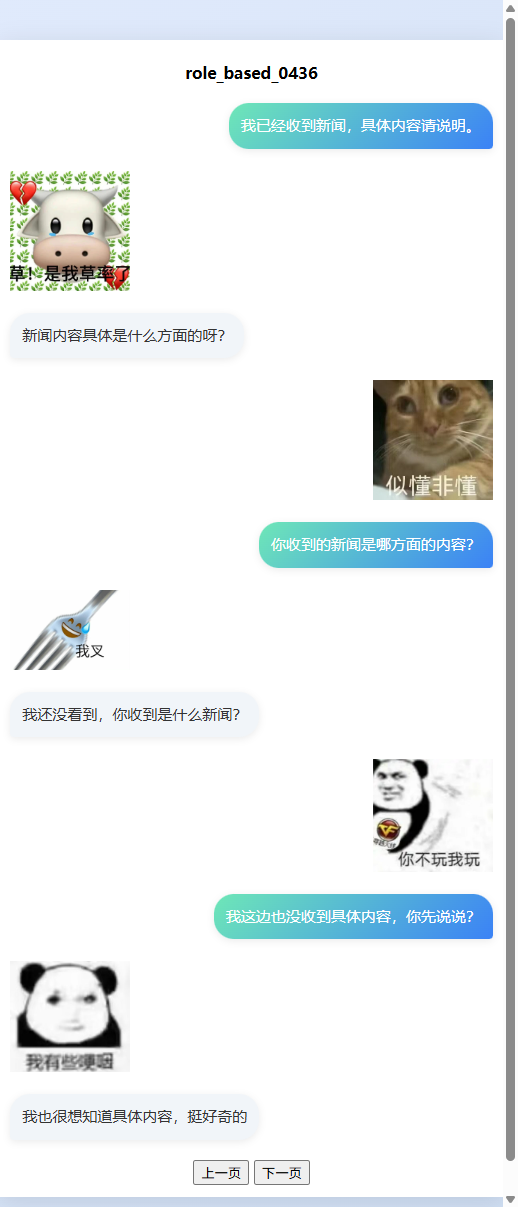 role_based_0436
我已经收到新闻，具体内容请说明。
草！是我草率了
新闻内容具体是什么方面的呀？
似懂非懂
你收到的新闻是哪方面的内容？
我叉
我还没看到，你收到是什么新闻？
你不玩我玩
我这边也没收到具体内容，你先说说？
我有些哽咽
我也很想知道具体内容，挺好奇的
上一页 下一页